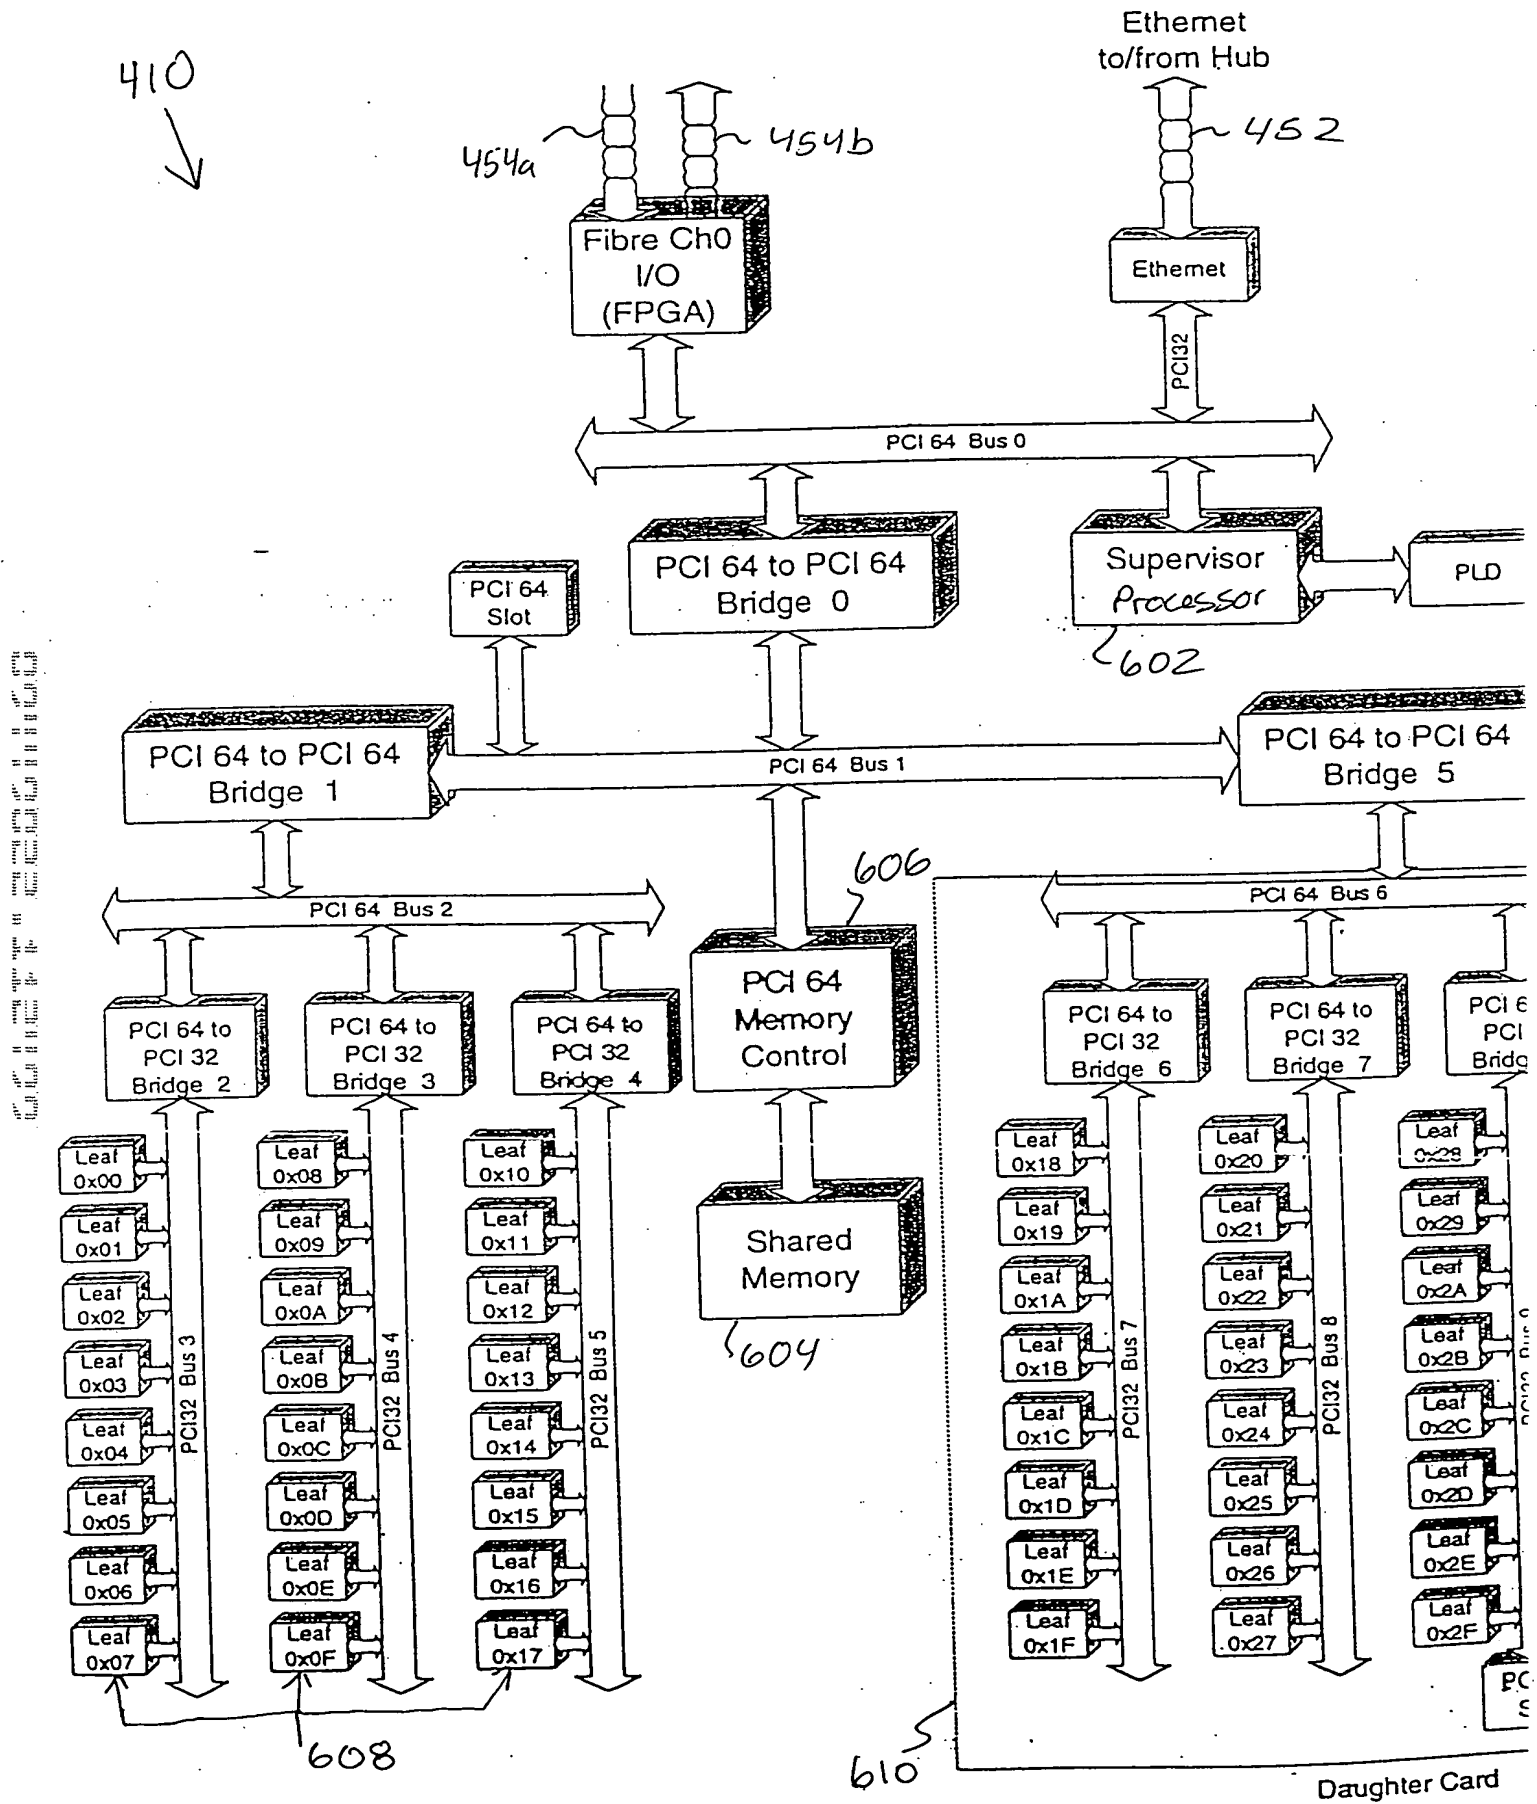 Ethernet
to/from Hub
410
454a
454b
452
Fibre Ch0
I/O
(FPGA)
Ethernet
PCI32
PCI 64 Bus 0
PCI 64
Slot
PCI 64 to PCI 64
Bridge 0
Supervisor
Processor
PLD
602
PCI 64 to PCI 64
Bridge 1
PCI 64 Bus 1
PCI 64 to PCI 64
Bridge 5
606
PCI 64 Bus 2
PCI 64 Bus 6
PCI 64 to
PCI 32
Bridge 2
PCI 64 to
PCI 32
Bridge 3
PCI 64 to
PCI 32
Bridge 4
PCI 64
Memory
Control
PCI 64 to
PCI 32
Bridge 6
PCI 64 to
PCI 32
Bridge 7
PCI 6
PCI
Bridg
Leaf
0x00
Leaf
0x01
Leaf
0x02
Leaf
0x03
Leaf
0x04
Leaf
0x05
Leaf
0x06
Leaf
0x07
PCI32 Bus 3
Leaf
0x08
Leaf
0x09
Leaf
0x0A
Leaf
0x0B
Leaf
0x0C
Leaf
0x0D
Leaf
0x0E
Leaf
0x0F
PCI32 Bus 4
Leaf
0x10
Leaf
0x11
Leaf
0x12
Leaf
0x13
Leaf
0x14
Leaf
0x15
Leaf
0x16
Leaf
0x17
PCI32 Bus 5
Shared
Memory
604
Leaf
0x18
Leaf
0x19
Leaf
0x1A
Leaf
0x1B
Leaf
0x1C
Leaf
0x1D
Leaf
0x1E
Leaf
0x1F
PCI32 Bus 7
Leaf
0x20
Leaf
0x21
Leaf
0x22
Leaf
0x23
Leaf
0x24
Leaf
0x25
Leaf
0x26
Leaf
0x27
PCI32 Bus 8
Leaf
0x28
Leaf
0x29
Leaf
0x2A
Leaf
0x2B
Leaf
0x2C
Leaf
0x2D
Leaf
0x2E
Leaf
0x2F
PC
S
608
610
Daughter Card